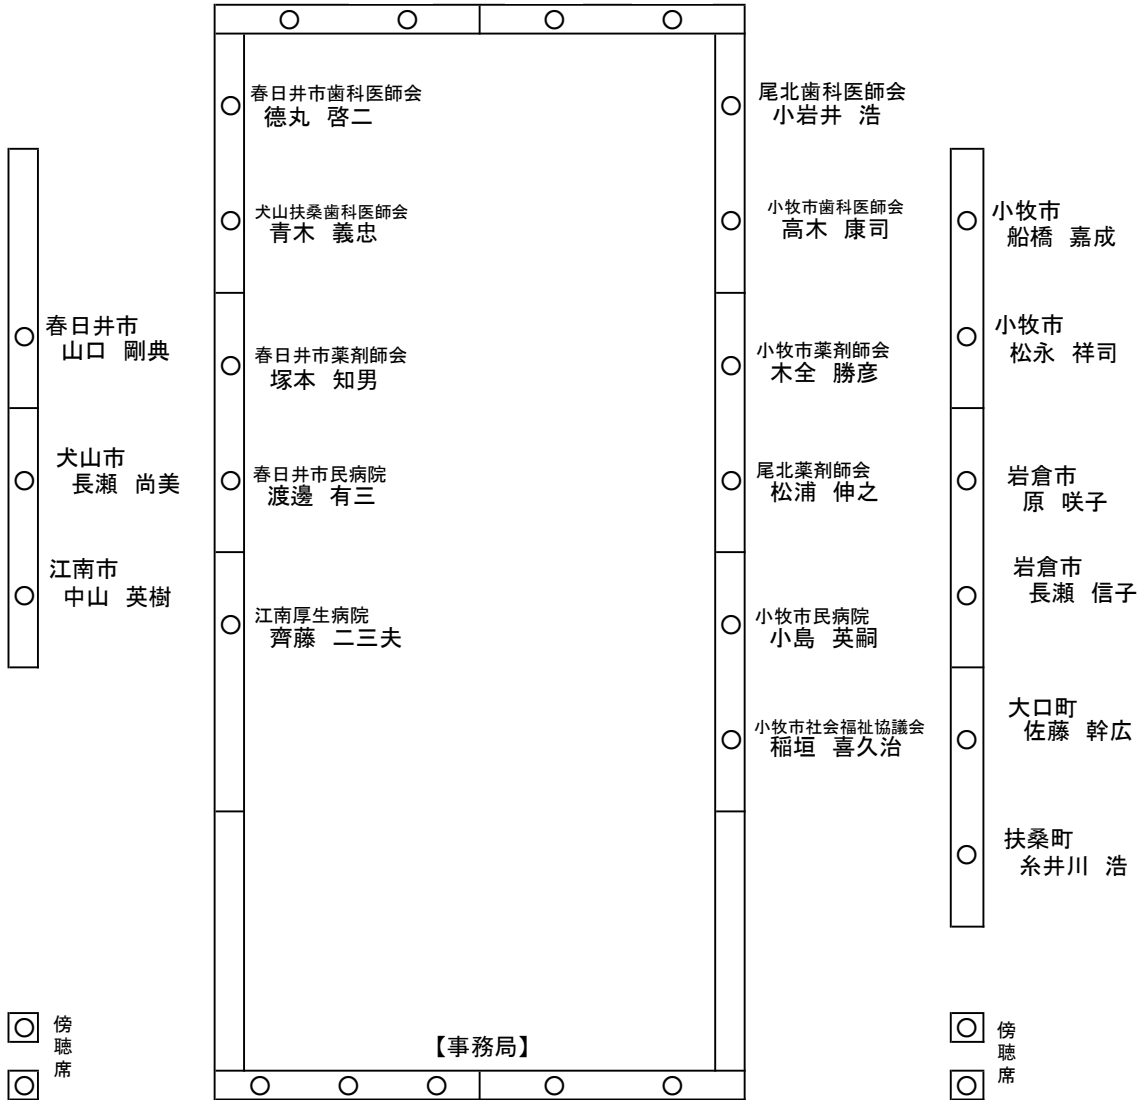 春日井市歯科医師会
德丸 啓二
尾北歯科医師会
小岩井 浩
犬山扶桑歯科医師会
青木 義忠
小牧市歯科医師会
高木 康司
小牧市
船橋 嘉成
春日井市
山口 剛典
春日井市薬剤師会
塚本 知男
小牧市薬剤師会
木全 勝彦
小牧市
松永 祥司
犬山市
長瀬 尚美
春日井市民病院
渡邊 有三
尾北薬剤師会
松浦 伸之
岩倉市
原 咲子
江南市
中山 英樹
江南厚生病院
齊藤 二三夫
小牧市民病院
小島 英嗣
岩倉市
長瀬 信子
小牧市社会福祉協議会
稲垣 喜久治
大口町
佐藤 幹広
扶桑町
糸井川 浩
傍聴席
【事務局】
傍聴席